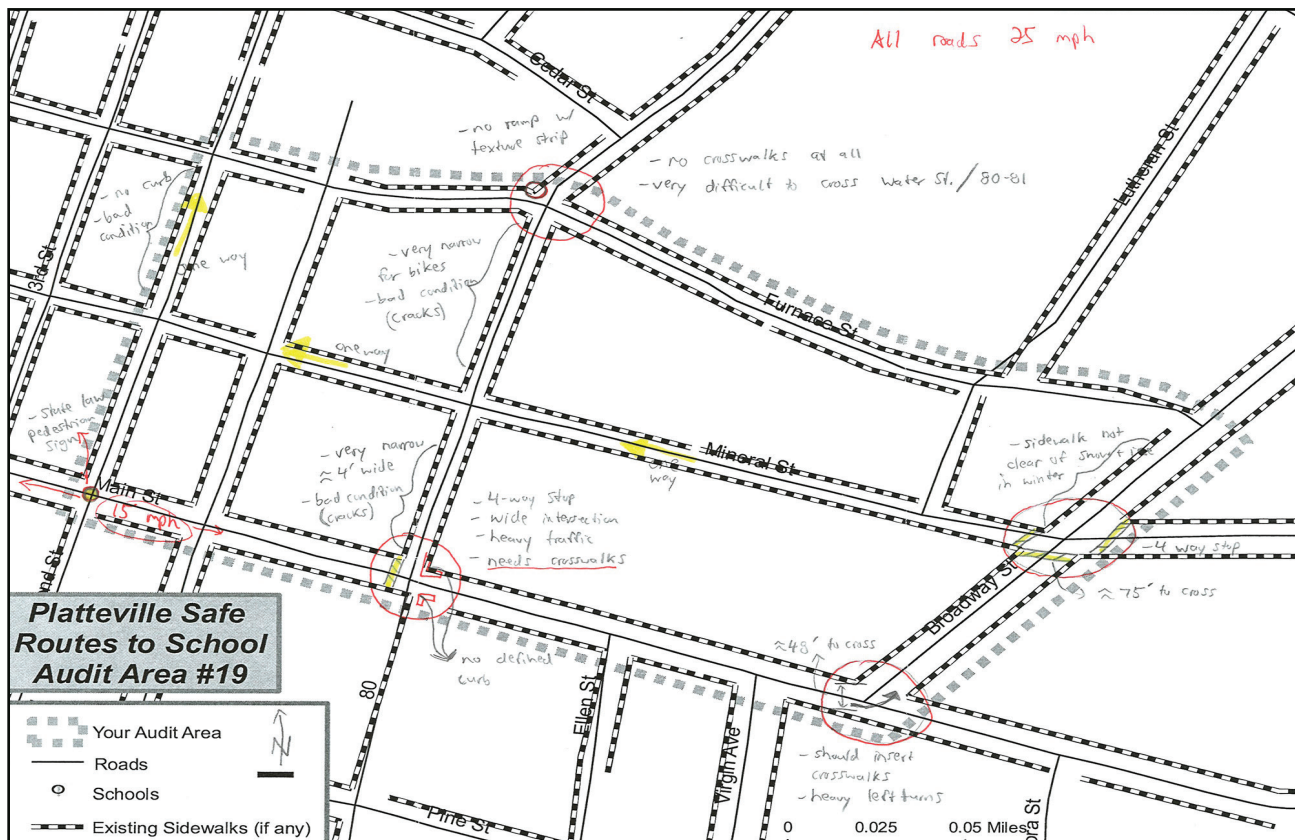 All roads 25 mph
Cedar St
- no ramp w/
texture strip
- no crosswalks at all
- very difficult to cross Water St. / 80-81
Lutheran St
- no curb
- bad
condition
one way
3rd St
- very narrow
for bikes
- bad condition
(cracks)
Furnace St
one way
- state law
pedestrian
sign
Main St
15 mph
- very narrow
≈ 4' wide
- bad condition
(cracks)
- 4-way stop
- wide intersection
- heavy traffic
- needs crosswalks
one
way
Mineral St
- sidewalk not
clear of snow
in winter
- 4 way stop
≈ 75' to cross
Broadway St
≈48' to cross
no defined
curb
Platteville Safe
Routes to School
Audit Area #19
80
Ellen St
Virgin Ave
- should insert
crosswalks
- heavy left turns
Your Audit Area
Roads
Schools
Existing Sidewalks (if any)
N
Pine St
0 0.025 0.05 Miles
ora St